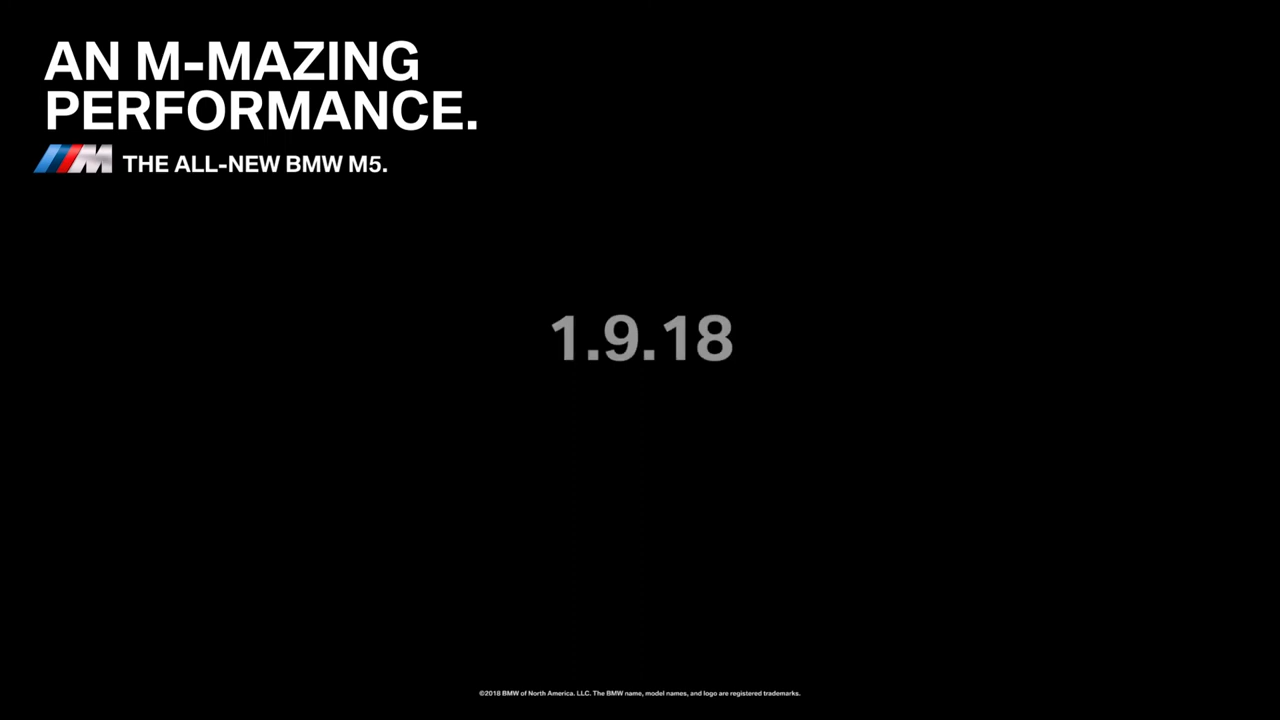 AN M-MAZING
PERFORMANCE.
M THE ALL-NEW BMW M5.
1.9.18
©2018 BMW of North America. LLC. The BMW name, model names, and logo are registered trademarks.